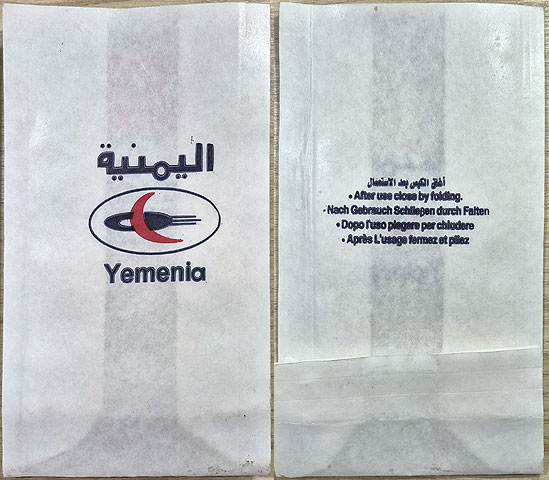 اليمنية
Yemenia
أغلق الكيس بعد الاستعمال
• After use close by folding.
· Nach Gebrauch Schließen durch Falten
• Dopo l'uso piegare per chiudere
• Après L'usage fermez et pliez